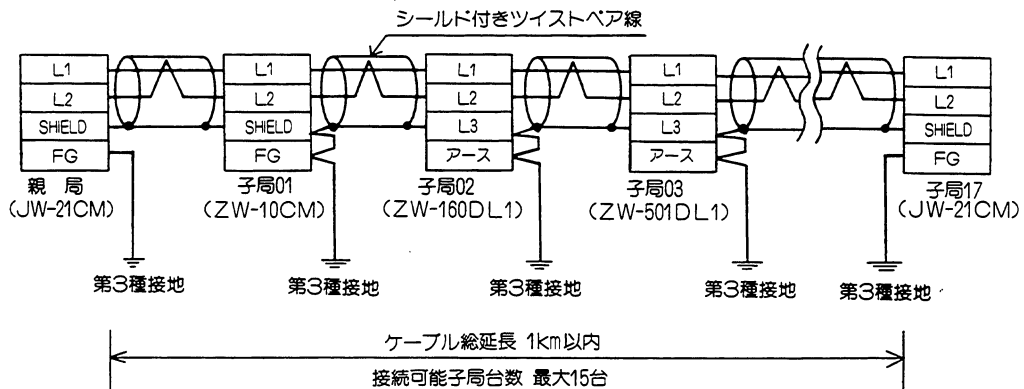 シールド付きツイストペア線
L1
L2
SHIELD
FG
親 局
(JW-21CM)
L1
L2
SHIELD
FG
子局01
(ZW-10CM)
L1
L2
L3
アース
子局02
(ZW-160DL1)
L1
L2
L3
アース
子局03
(ZW-501DL1)
L1
L2
SHIELD
FG
子局17
(JW-21CM)
第3種接地
第3種接地
第3種接地
第3種接地
第3種接地
ケーブル総延長 1km以内
接続可能子局台数 最大15台